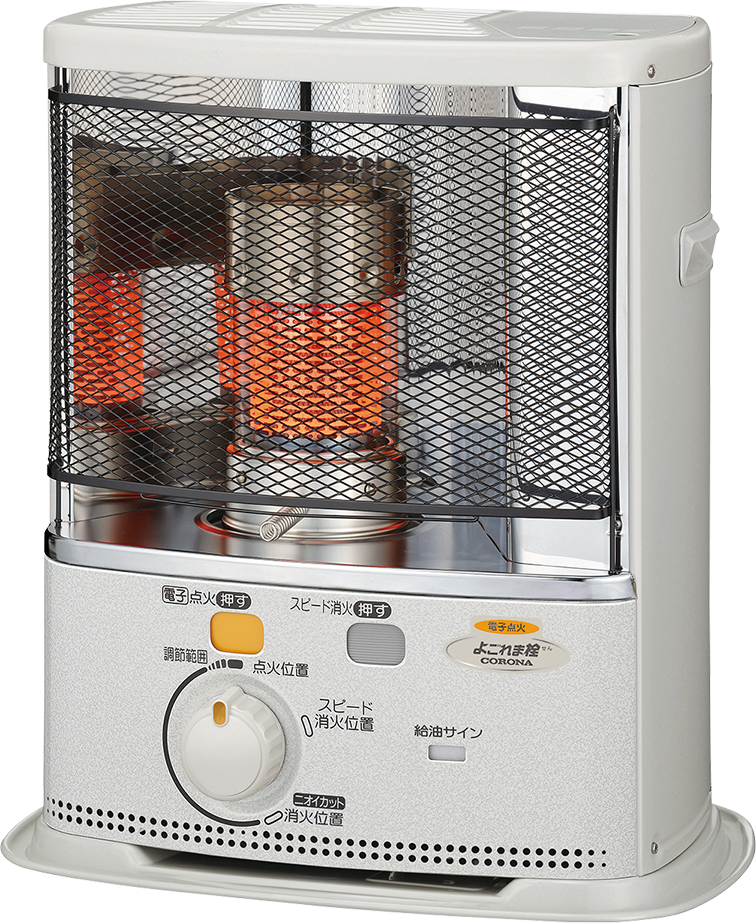 電子点火 押す
スピード消火 押す
電子点火
よごれま栓
せん
CORONA
調節範囲
点火位置
スピード
消火位置
給油サイン
ニオイカット
消火位置